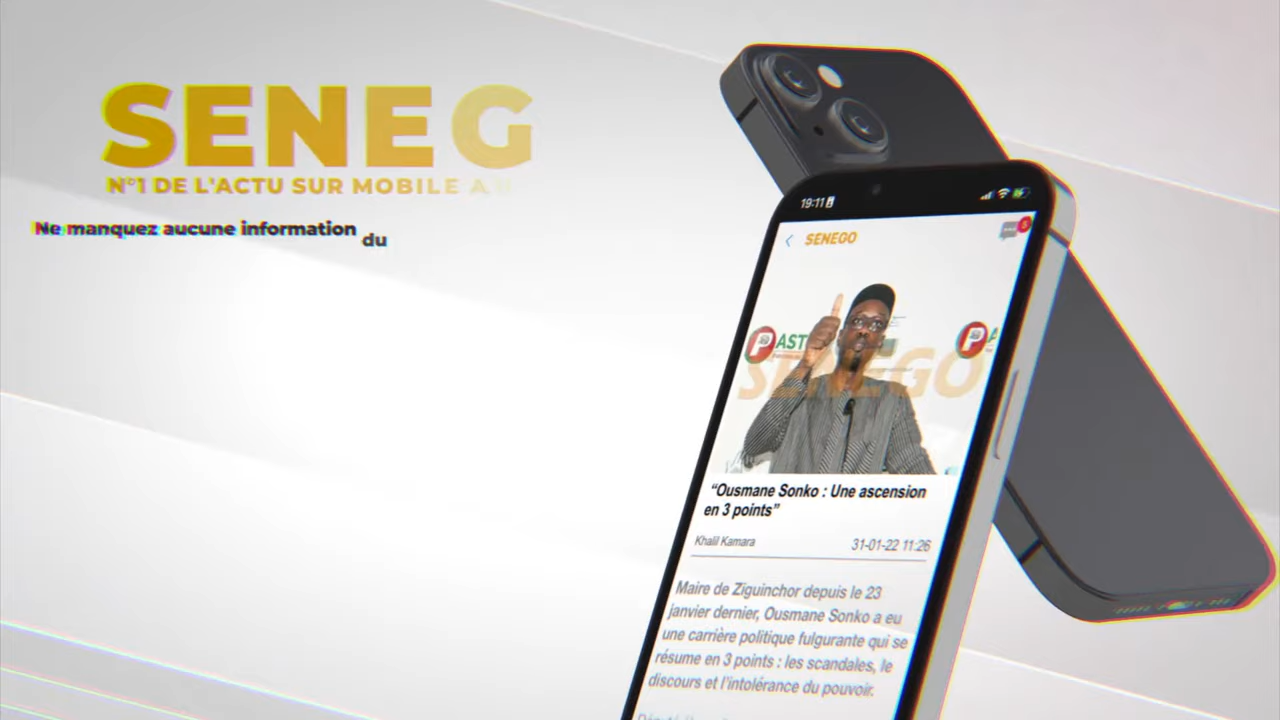 SENEG
N°1 DE L'ACTU SUR MOBILE A
Ne manquez aucune information du
19:11
SENEGO
3
PAST
P
SENEGO
“Ousmane Sonko : Une ascension
en 3 points”
Khalil Kamara
31-01-22 11:26
Maire de Ziguinchor depuis le 23
janvier dernier, Ousmane Sonko a eu
une carrière politique fulgurante qui se
résume en 3 points : les scandales, le
discours et l'intolérance du pouvoir.